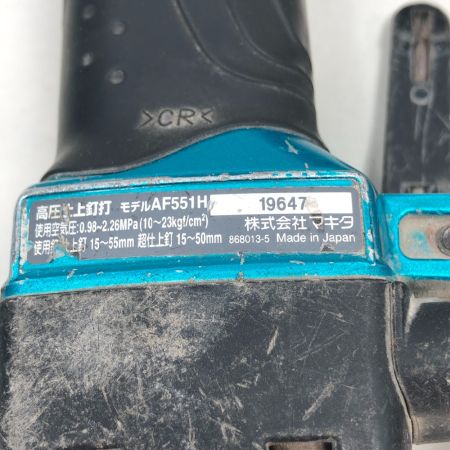 >CR<
高圧仕上釘打 モデルAF551H 19647
使用空気圧:0.98~2.26MPa(10~23kgf/cm²) 株式会社マキタ
使用釘 15~55mm 超仕上釘 15~50mm 868013-5 Made in Japan